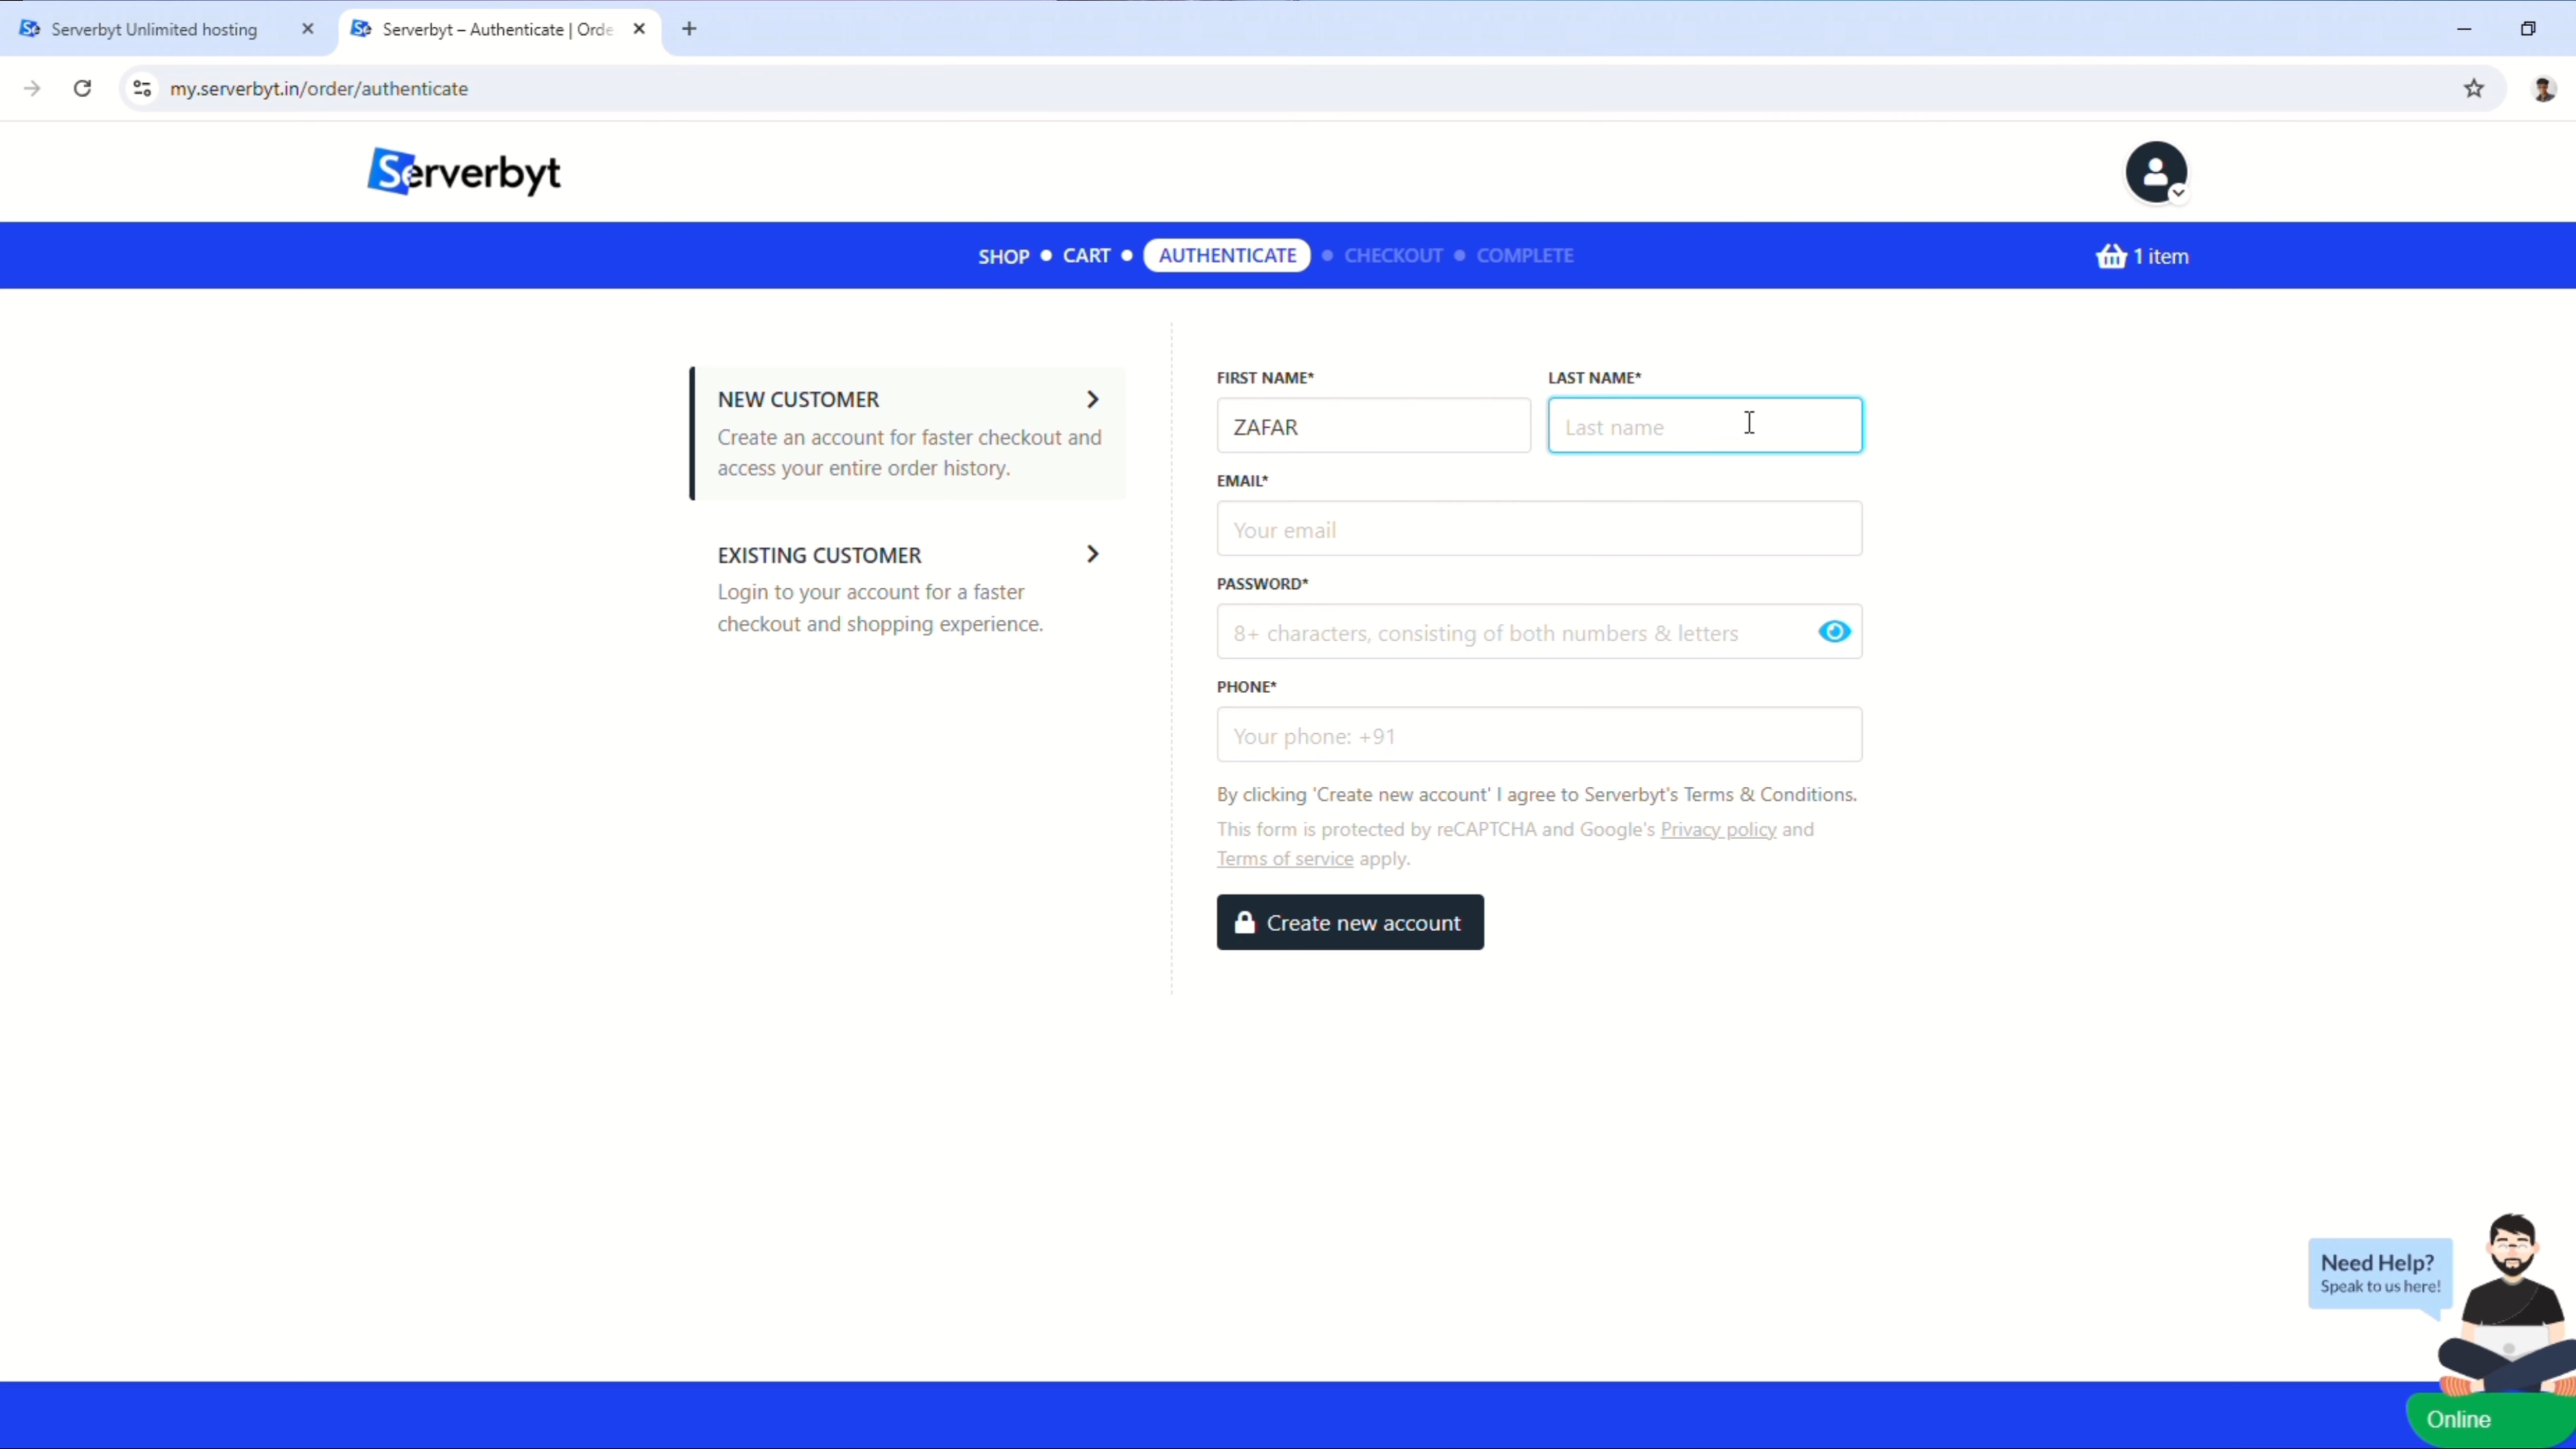 Serverbyt Unlimited hosting
Serverbyt – Authenticate | Orde
my.serverbyt.in/order/authenticate
Serverbyt
SHOP CART AUTHENTICATE CHECKOUT COMPLETE
1 item
NEW CUSTOMER
Create an account for faster checkout and
access your entire order history.
EXISTING CUSTOMER
Login to your account for a faster
checkout and shopping experience.
FIRST NAME* LAST NAME*
ZAFAR Last name
EMAIL*
Your email
PASSWORD*
8+ characters, consisting of both numbers & letters
PHONE*
Your phone: +91
By clicking 'Create new account' I agree to Serverbyt's Terms & Conditions.
This form is protected by reCAPTCHA and Google's Privacy policy and
Terms of service apply.
Create new account
Need Help?
Speak to us here!
Online